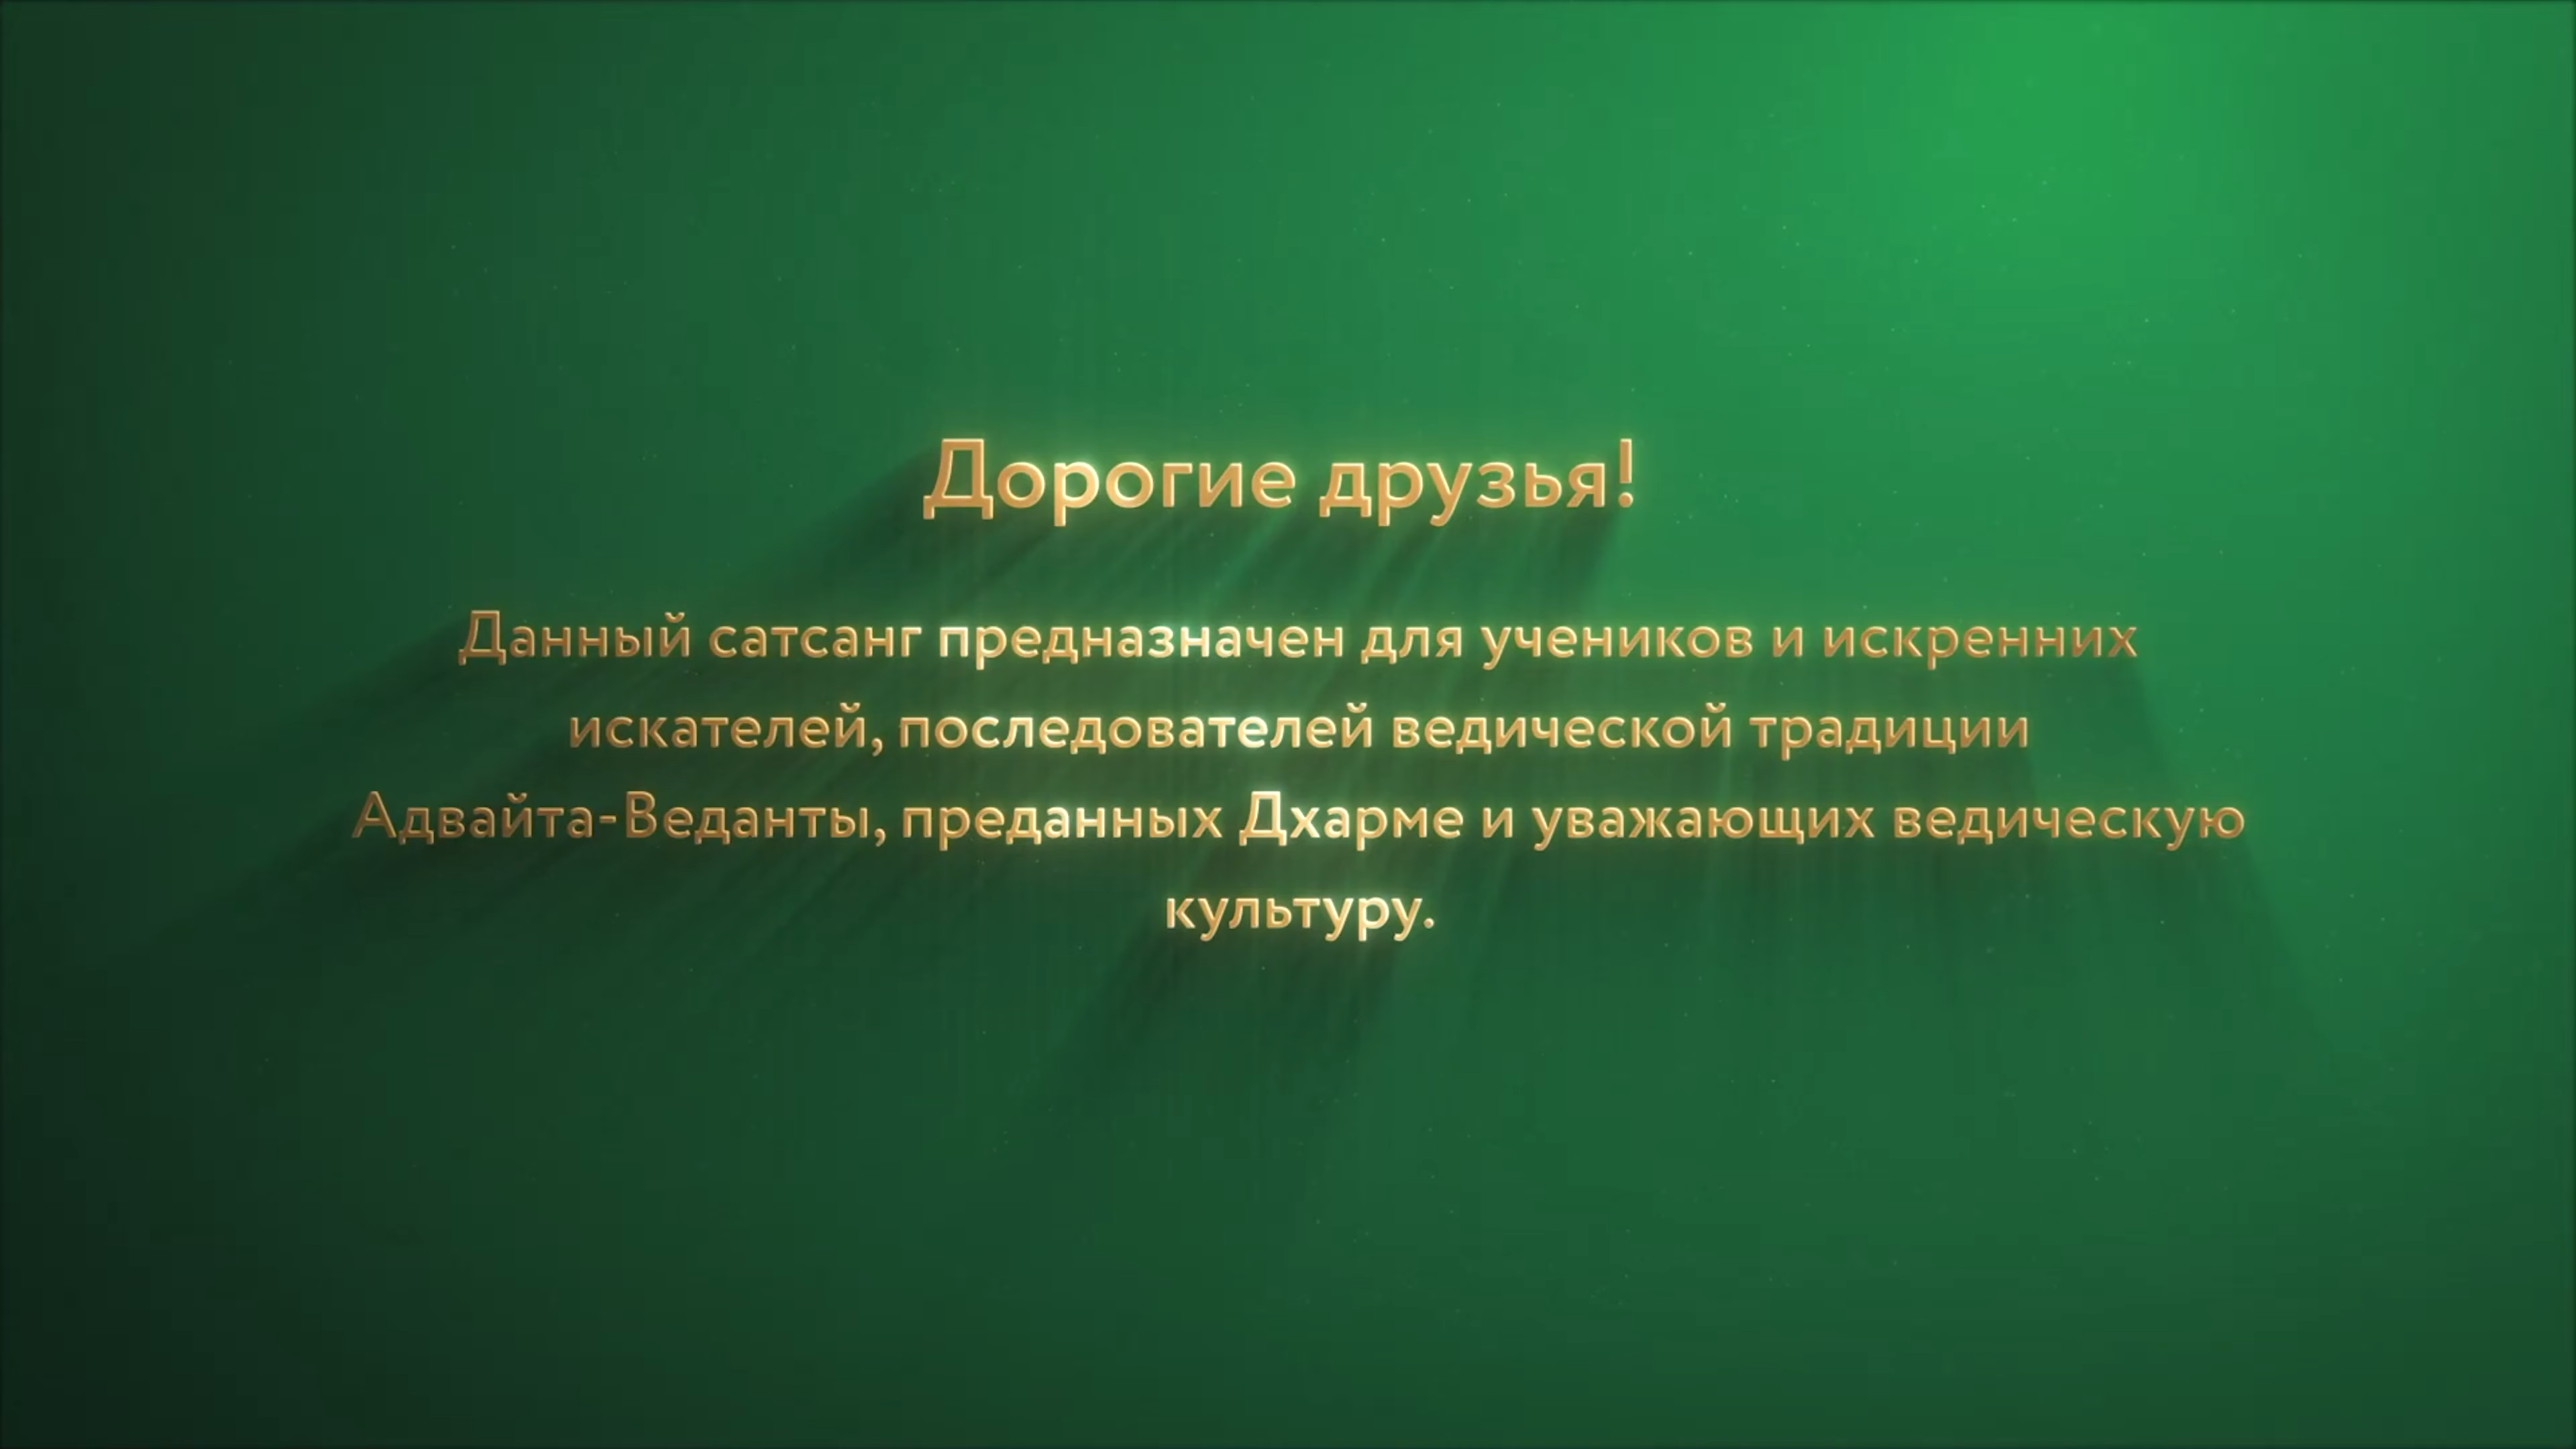 Дорогие друзья!
Данный сатсанг предназначен для учеников и искренних
искателей, последователей ведической традиции
Адвайта-Веданты, преданных Дхарме и уважающих ведическую
культуру.